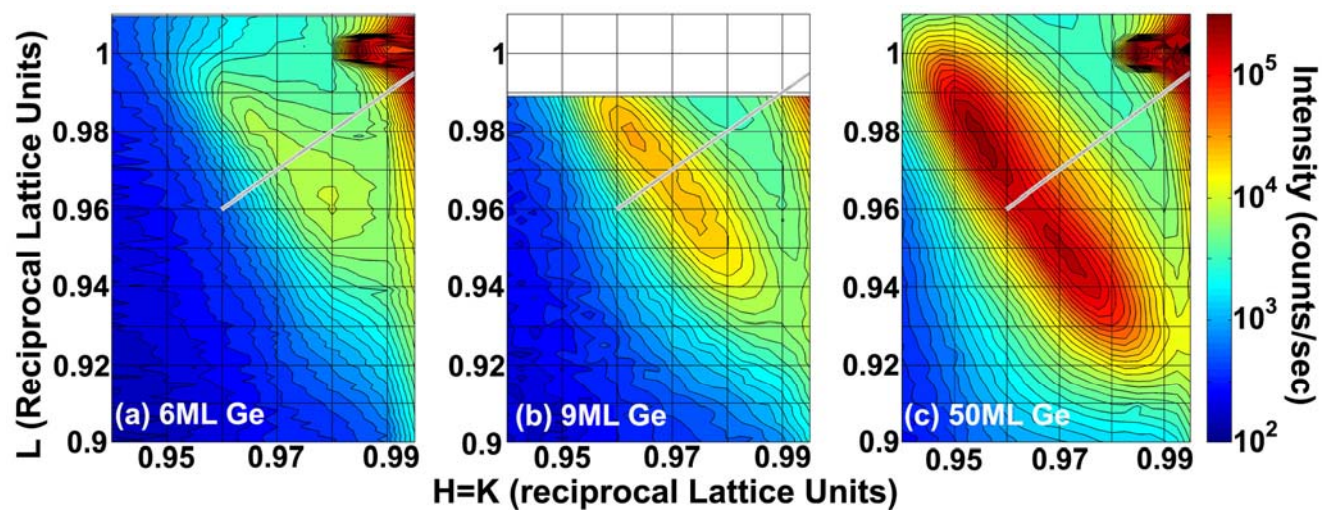 L (Reciprocal Lattice Units)
1
0.98
0.96
0.94
0.92
0.9
(a) 6ML Ge
0.95 0.97 0.99
1
0.98
0.96
0.94
0.92
0.9
(b) 9ML Ge
0.95 0.97 0.99
1
0.98
0.96
0.94
0.92
0.9
(c) 50ML Ge
0.95 0.97 0.99
H=K (reciprocal Lattice Units)
10^5
10^4
10^3
10^2
Intensity (counts/sec)